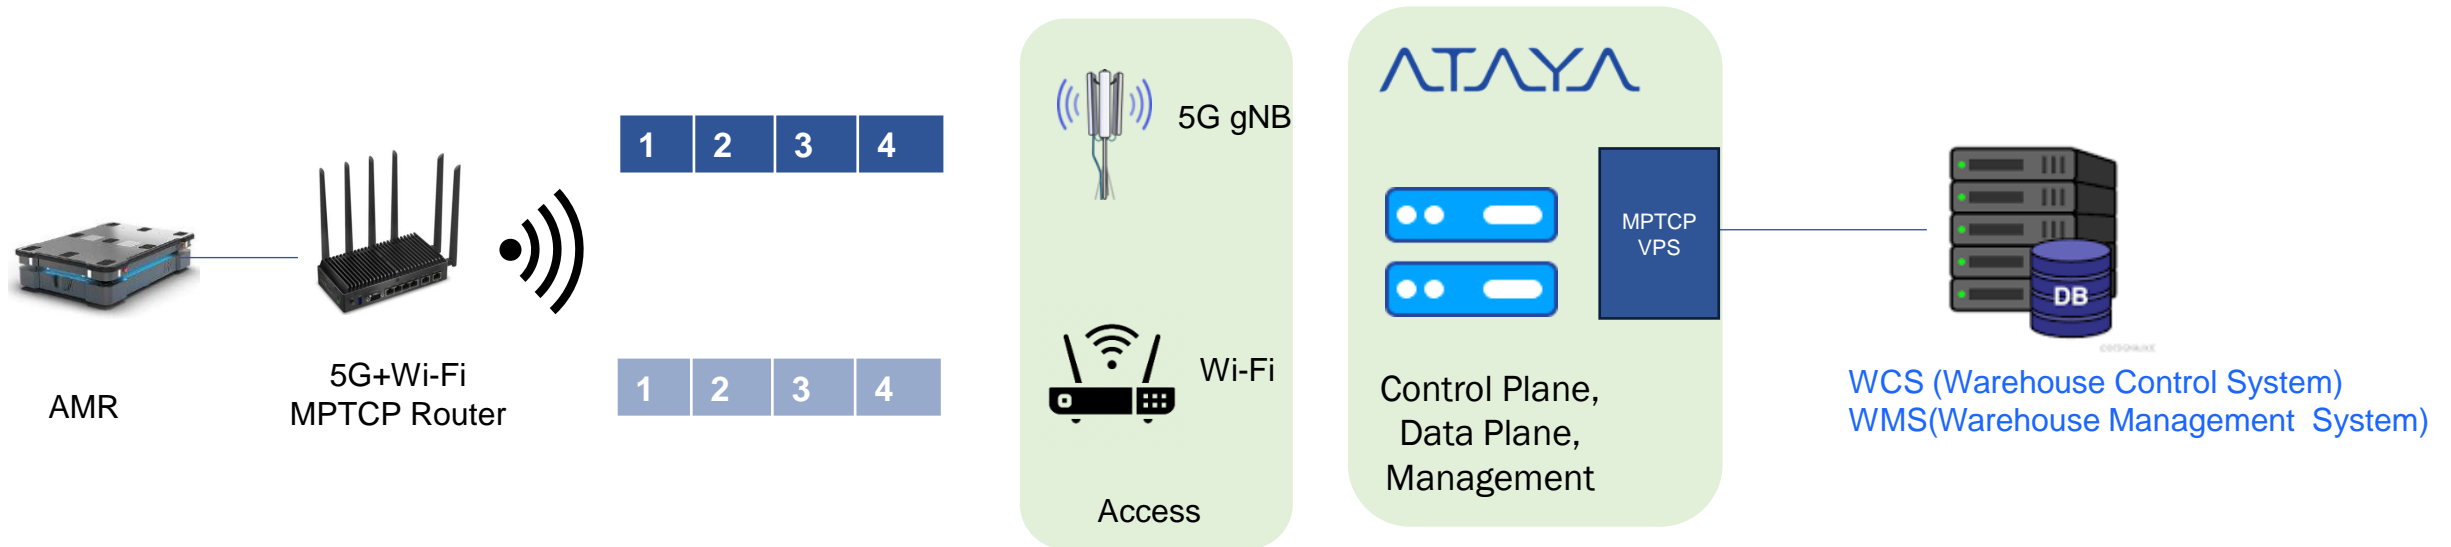 AMR
5G+Wi-Fi
MPTCP Router
1 2 3 4
1 2 3 4
5G gNB
Wi-Fi
Access
ATAYA
MPTCP
VPS
Control Plane,
Data Plane,
Management
DB
WCS (Warehouse Control System)
WMS(Warehouse Management  System)